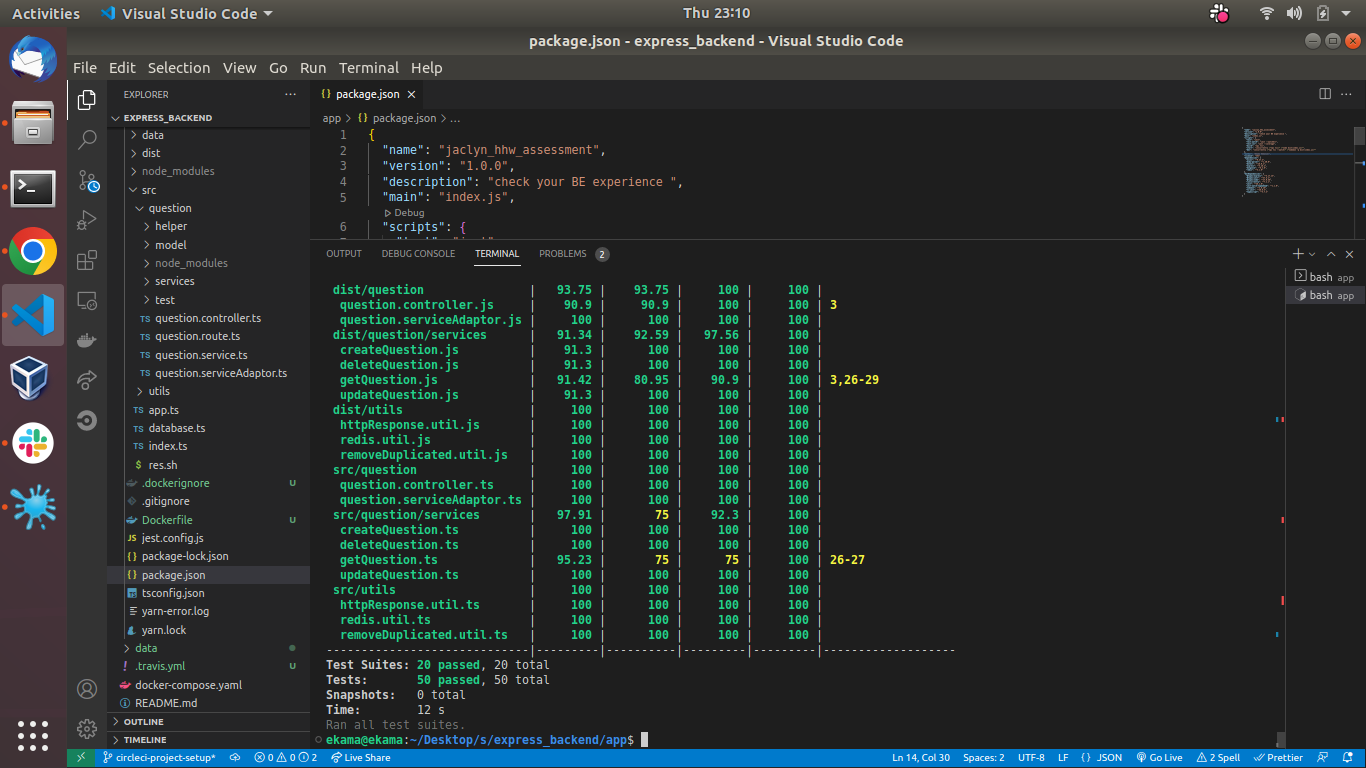 Activities Visual Studio Code Thu 23:10
package.json - express_backend - Visual Studio Code
File Edit Selection View Go Run Terminal Help
EXPLORER ...
EXPRESS_BACKEND
data
dist
node_modules
src
question
helper
model
node_modules
services
test
TS question.controller.ts
TS question.route.ts
TS question.service.ts
TS question.serviceAdaptor.ts
utils
TS app.ts
TS database.ts
TS index.ts
$ res.sh
.dockerignore U
.gitignore
Dockerfile U
JS jest.config.js
{} package-lock.json
{} package.json
tsconfig.json
yarn-error.log
yarn.lock
data
! .travis.yml U
docker-compose.yaml
README.md
OUTLINE
TIMELINE
{} package.json
app > {} package.json > ...
1 {
2 "name": "jaclyn_hhw_assessment",
3 "version": "1.0.0",
4 "description": "check your BE experience ",
5 "main": "index.js",
Debug
6 "scripts": {
OUTPUT DEBUG CONSOLE TERMINAL PROBLEMS 2
bash app
bash app
dist/question | 93.75 | 93.75 | 100 | 100 |
question.controller.js | 90.9 | 90.9 | 100 | 100 | 3
question.serviceAdaptor.js | 100 | 100 | 100 | 100 |
dist/question/services | 91.34 | 92.59 | 97.56 | 100 |
createQuestion.js | 91.3 | 100 | 100 | 100 |
deleteQuestion.js | 91.3 | 100 | 100 | 100 |
getQuestion.js | 91.42 | 80.95 | 90.9 | 100 | 3,26-29
updateQuestion.js | 91.3 | 100 | 100 | 100 |
dist/utils | 100 | 100 | 100 | 100 |
httpResponse.util.js | 100 | 100 | 100 | 100 |
redis.util.js | 100 | 100 | 100 | 100 |
removeDuplicated.util.js | 100 | 100 | 100 | 100 |
src/question | 100 | 100 | 100 | 100 |
question.controller.ts | 100 | 100 | 100 | 100 |
question.serviceAdaptor.ts | 100 | 100 | 100 | 100 |
src/question/services | 97.91 | 75 | 92.3 | 100 |
createQuestion.ts | 100 | 100 | 100 | 100 |
deleteQuestion.ts | 100 | 100 | 100 | 100 |
getQuestion.ts | 95.23 | 75 | 75 | 100 | 26-27
updateQuestion.ts | 100 | 100 | 100 | 100 |
src/utils | 100 | 100 | 100 | 100 |
httpResponse.util.ts | 100 | 100 | 100 | 100 |
redis.util.ts | 100 | 100 | 100 | 100 |
removeDuplicated.util.ts | 100 | 100 | 100 | 100 |
-----------------------------|---------|----------|---------|---------|-------------------
Test Suites: 20 passed, 20 total
Tests: 50 passed, 50 total
Snapshots: 0 total
Time: 12 s
Ran all test suites.
ekama@ekama:~/Desktop/s/express_backend/app$
circleci-project-setup* 0 0 2 Live Share Ln 14, Col 30 Spaces: 2 UTF-8 LF {} JSON Go Live 2 Spell Prettier